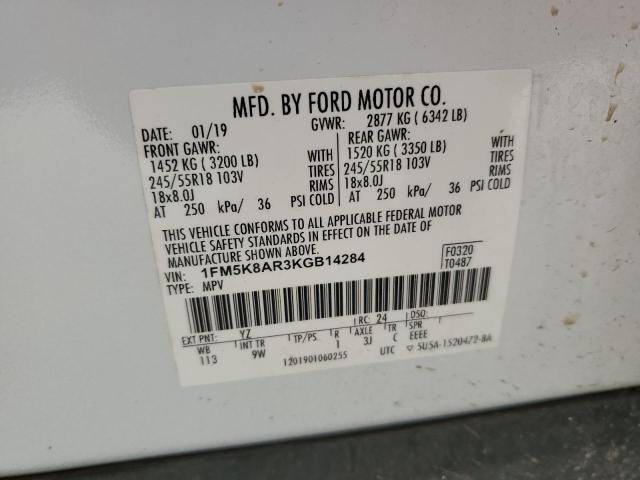 MFD. BY FORD MOTOR CO.
DATE: 01/19 GVWR: 2877 KG ( 6342 LB)
FRONT GAWR: REAR GAWR:
1452 KG ( 3200 LB) WITH 1520 KG ( 3350 LB) WITH
245/55R18 103V TIRES 245/55R18 103V TIRES
18x8.0J RIMS 18x8.0J RIMS
AT 250 kPa/ 36 PSI COLD AT 250 kPa/ 36 PSI COLD
THIS VEHICLE CONFORMS TO ALL APPLICABLE FEDERAL MOTOR
VEHICLE SAFETY STANDARDS IN EFFECT ON THE DATE OF
MANUFACTURE SHOWN ABOVE.
VIN: 1FM5K8AR3KGB14284 F0320
TYPE: MPV T0487
EXT PNT: YZ RC: 24 DSO:
WB INT TR TP/PS R AXLE TR SPR
113 9W 1 3J C EEEE
1201901060255 UTC ▽ 5U5A-1520472-BA